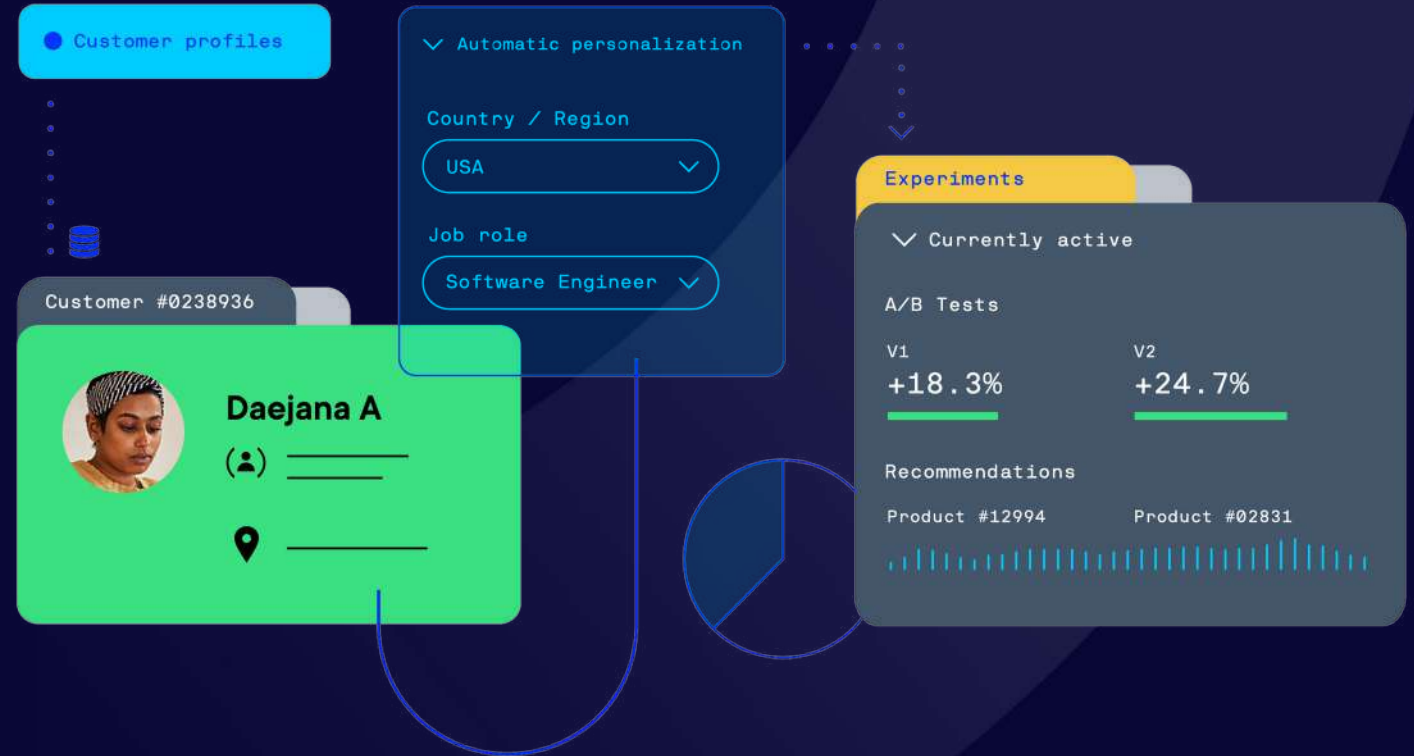 Customer profiles
Customer #0238936
Daejana A
Automatic personalization
Country / Region
USA
Job role
Software Engineer
Experiments
Currently active
A/B Tests
V1 V2
+18.3% +24.7%
Recommendations
Product #12994 Product #02831